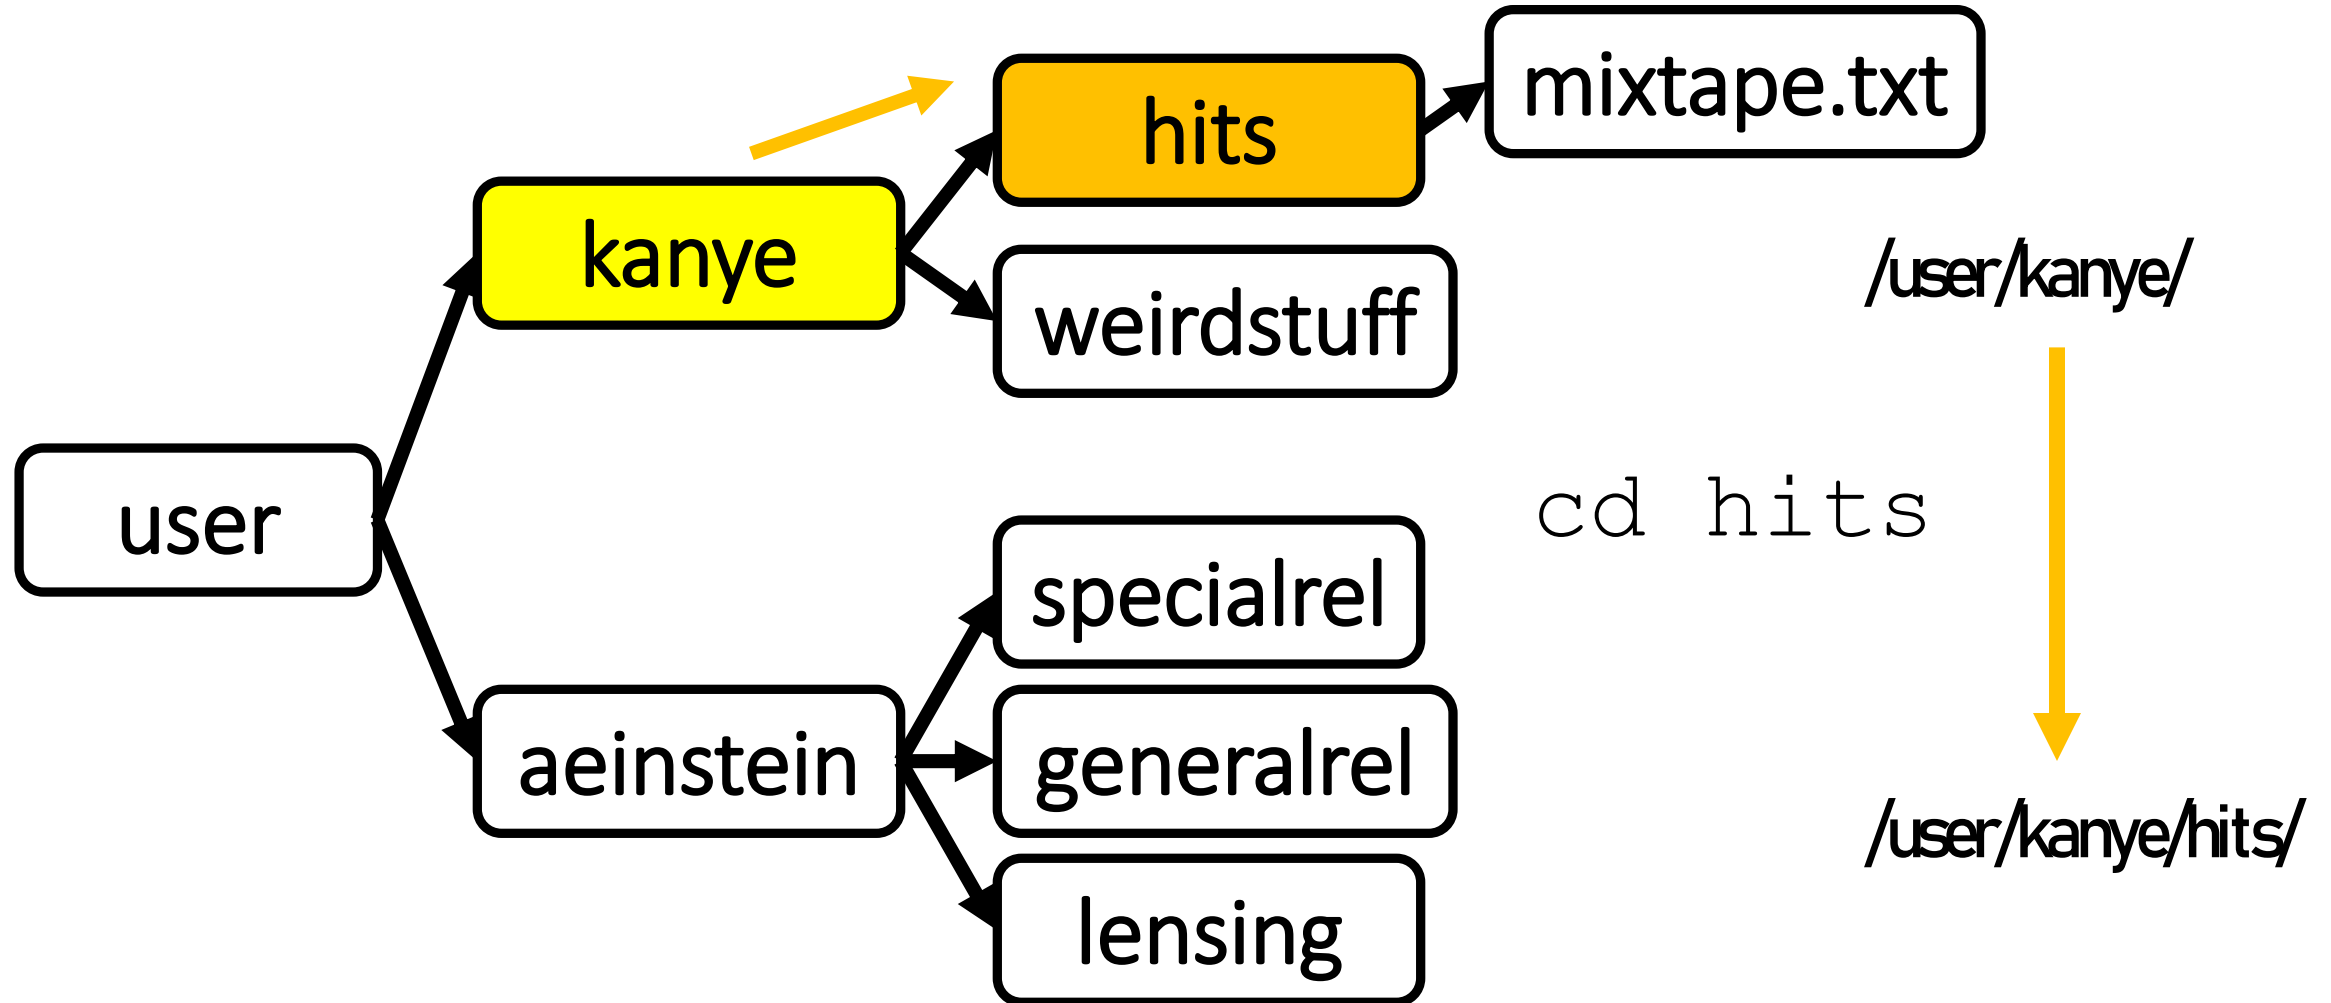 mixtape.txt
hits
kanye
/user/kanye/
weirdstuff
user
cd hits
specialrel
aeinstein
generalrel
/user/kanye/hits/
lensing